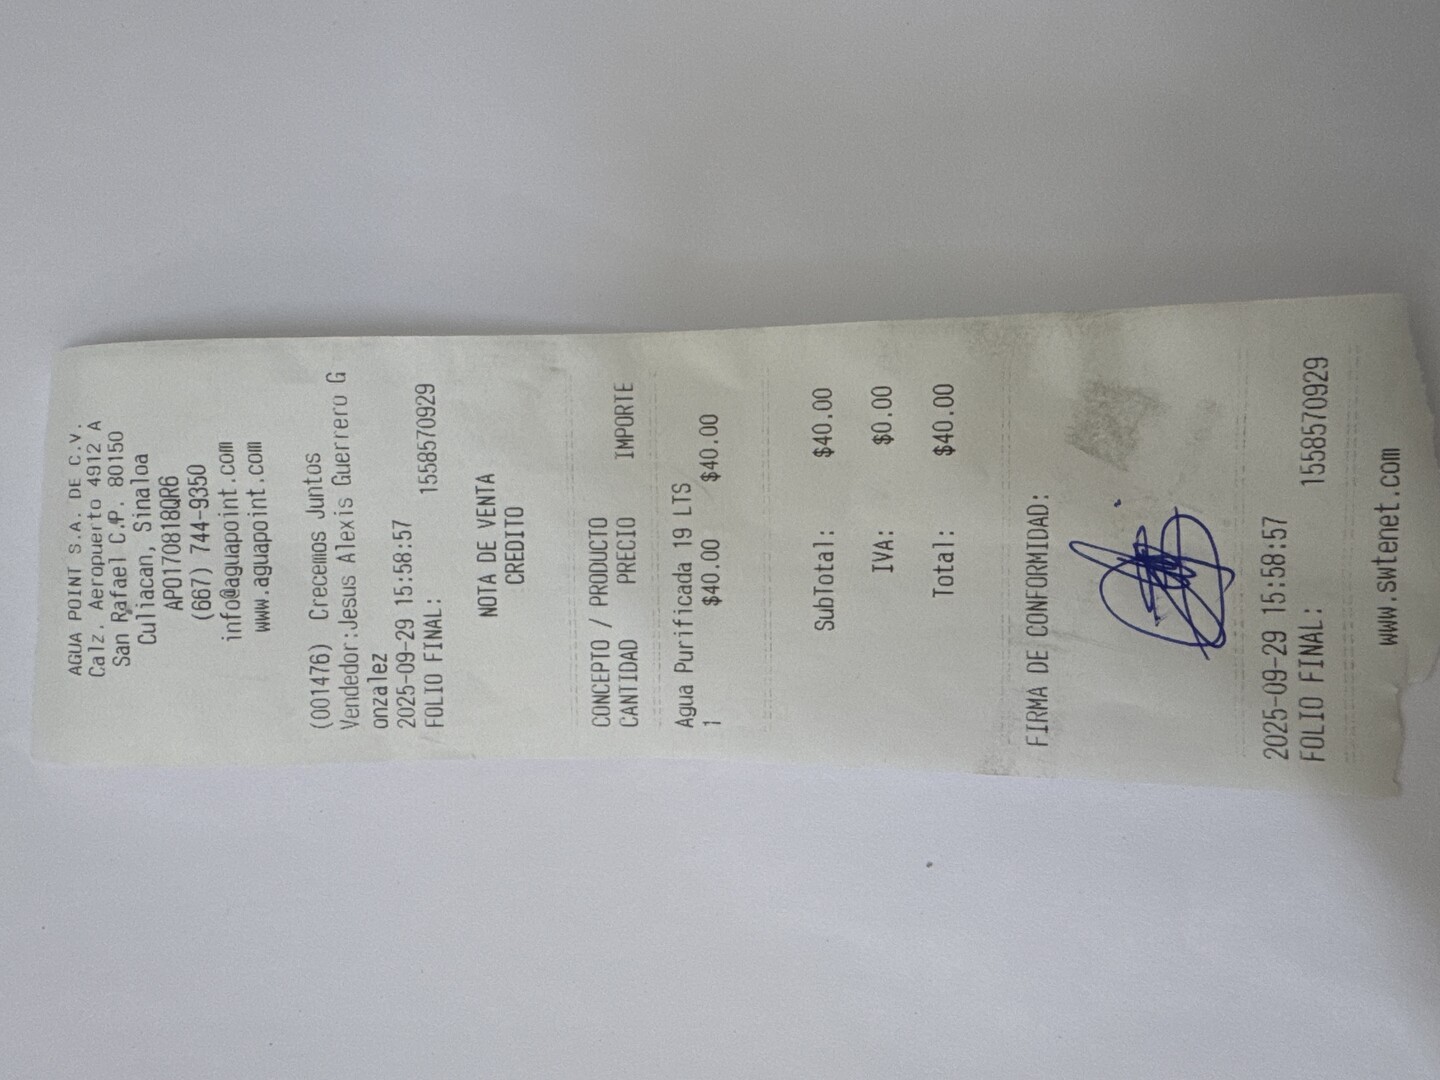 AGUA POINT S.A. DE C.V.
Calz. Aeropuerto 4912 A
San Rafael C.P. 80150
Culiacan, Sinaloa
APO170818QR6
(667) 744-9350
info@aguapoint.com
www.aguapoint.com
(001476) Crecemos Juntos
Vendedor:Jesus Alexis Guerrero G
onzalez
2025-09-29 15:58:57
FOLIO FINAL: 1558570929
NOTA DE VENTA
CREDITO
CONCEPTO / PRODUCTO
CANTIDAD PRECIO IMPORTE
Agua Purificada 19 LTS
1 $40.00 $40.00
SubTotal: $40.00
IVA: $0.00
Total: $40.00
FIRMA DE CONFORMIDAD:
2025-09-29 15:58:57
FOLIO FINAL: 1558570929
www.swtenet.com